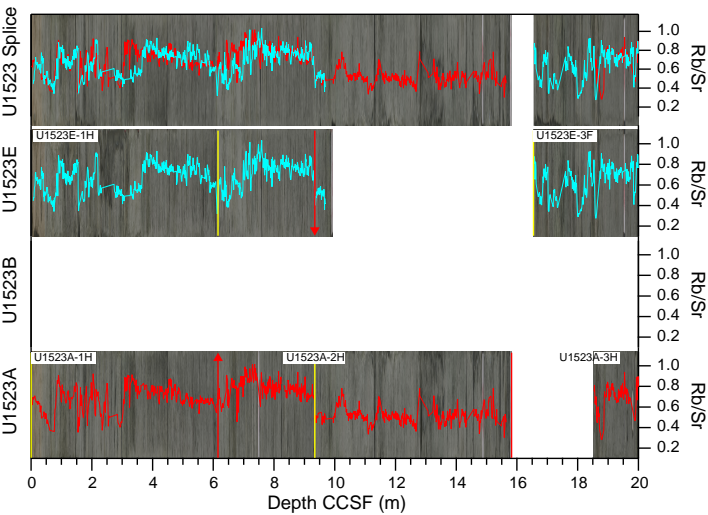 U1523 Splice
1.0
0.8
0.6
0.4
0.2
Rb/Sr
U1523E
U1523E-1H
U1523E-3F
1.0
0.8
0.6
0.4
0.2
Rb/Sr
U1523B
1.0
0.8
0.6
0.4
0.2
Rb/Sr
U1523A
U1523A-1H
U1523A-2H
U1523A-3H
1.0
0.8
0.6
0.4
0.2
Rb/Sr
0 2 4 6 8 10 12 14 16 18 20
Depth CCSF (m)